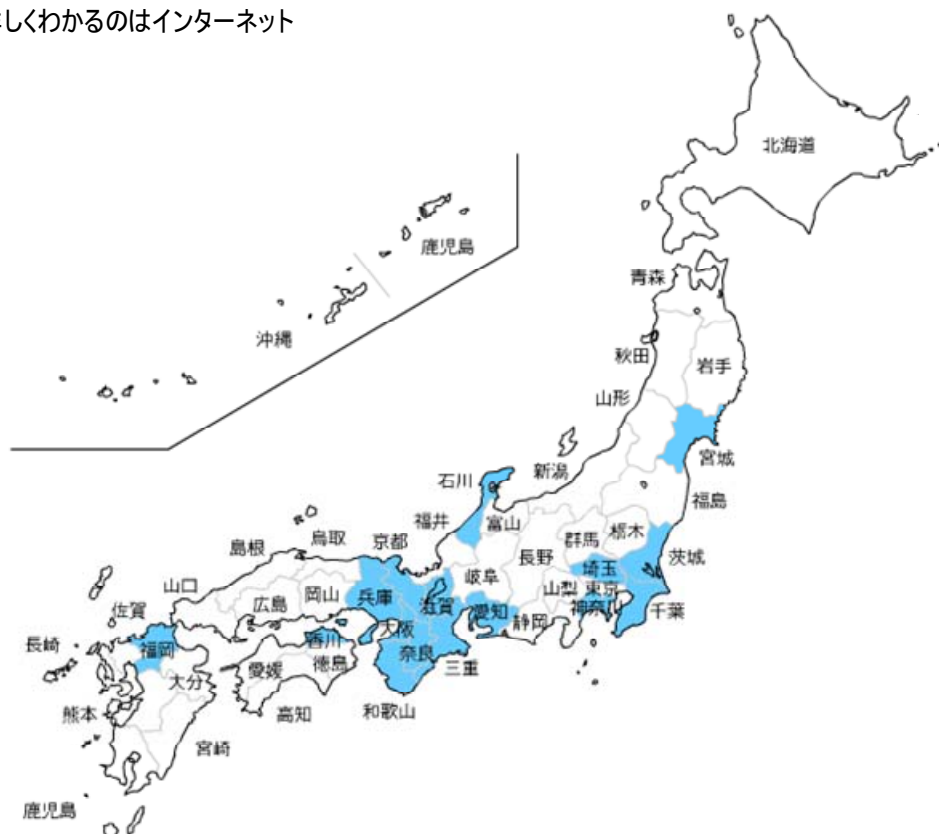 しくわかるのはインターネット
北海道
鹿児島
青森
沖縄
秋田
岩手
山形
宮城
新潟
石川
福島
福井
富山
栃木
群馬
鳥取
京都
島根
長野
茨城
埼玉
岐阜
山口
岡山
兵庫
山梨
東京
広島
滋賀
愛知
神奈川
千葉
佐賀
静岡
大阪
香川
長崎
福岡
奈良
徳島
三重
愛媛
大分
和歌山
高知
熊本
宮崎
鹿児島